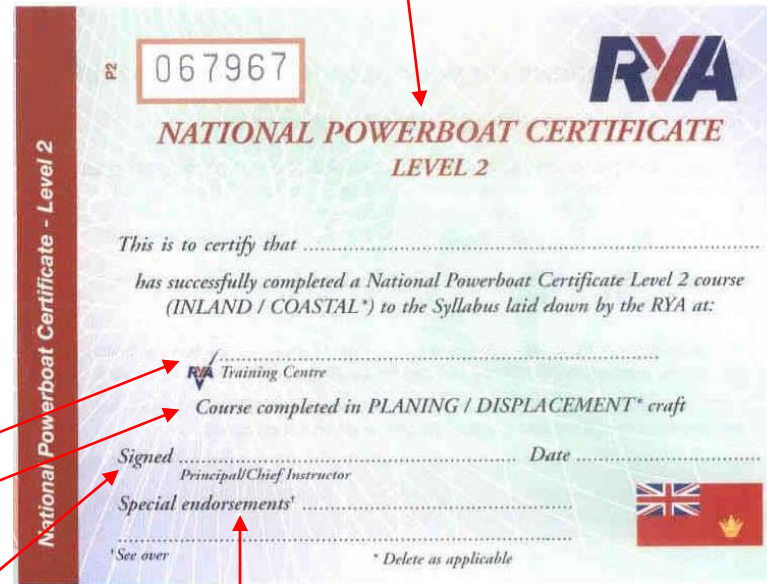 National Powerboat Certificate - Level 2
P2
067967
RYA
NATIONAL POWERBOAT CERTIFICATE
LEVEL 2
This is to certify that ..........
has successfully completed a National Powerboat Certificate Level 2 course
(INLAND / COASTAL*) to the Syllabus laid down by the RYA at:
RYA Training Centre
Course completed in PLANING / DISPLACEMENT* craft
Signed .......... Date ..........
Principal/Chief Instructor
Special endorsements† ..........
†See over * Delete as applicable